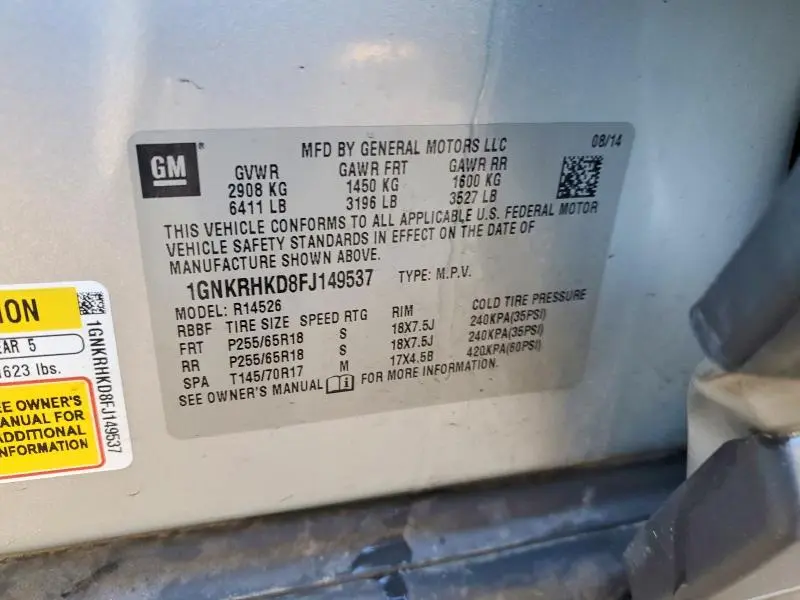 GM
MFD BY GENERAL MOTORS LLC 08/14
GVWR GAWR FRT GAWR RR
2908 KG 1450 KG 1600 KG
6411 LB 3196 LB 3527 LB
THIS VEHICLE CONFORMS TO ALL APPLICABLE U.S. FEDERAL MOTOR
VEHICLE SAFETY STANDARDS IN EFFECT ON THE DATE OF
MANUFACTURE SHOWN ABOVE.
1GNKRHKD8FJ149537 TYPE: M.P.V.
MODEL: R14526
RBBF TIRE SIZE SPEED RTG RIM COLD TIRE PRESSURE
FRT P255/65R18 S 18X7.5J 240KPA(35PSI)
RR P255/65R18 S 18X7.5J 240KPA(35PSI)
SPA T145/70R17 M 17X4.5B 420KPA(60PSI)
SEE OWNER'S MANUAL FOR MORE INFORMATION.
ION
EAR 5
1623 lbs.
EE OWNER'S
ANUAL FOR
ADDITIONAL
NFORMATION
1GNKRHKD8FJ149537